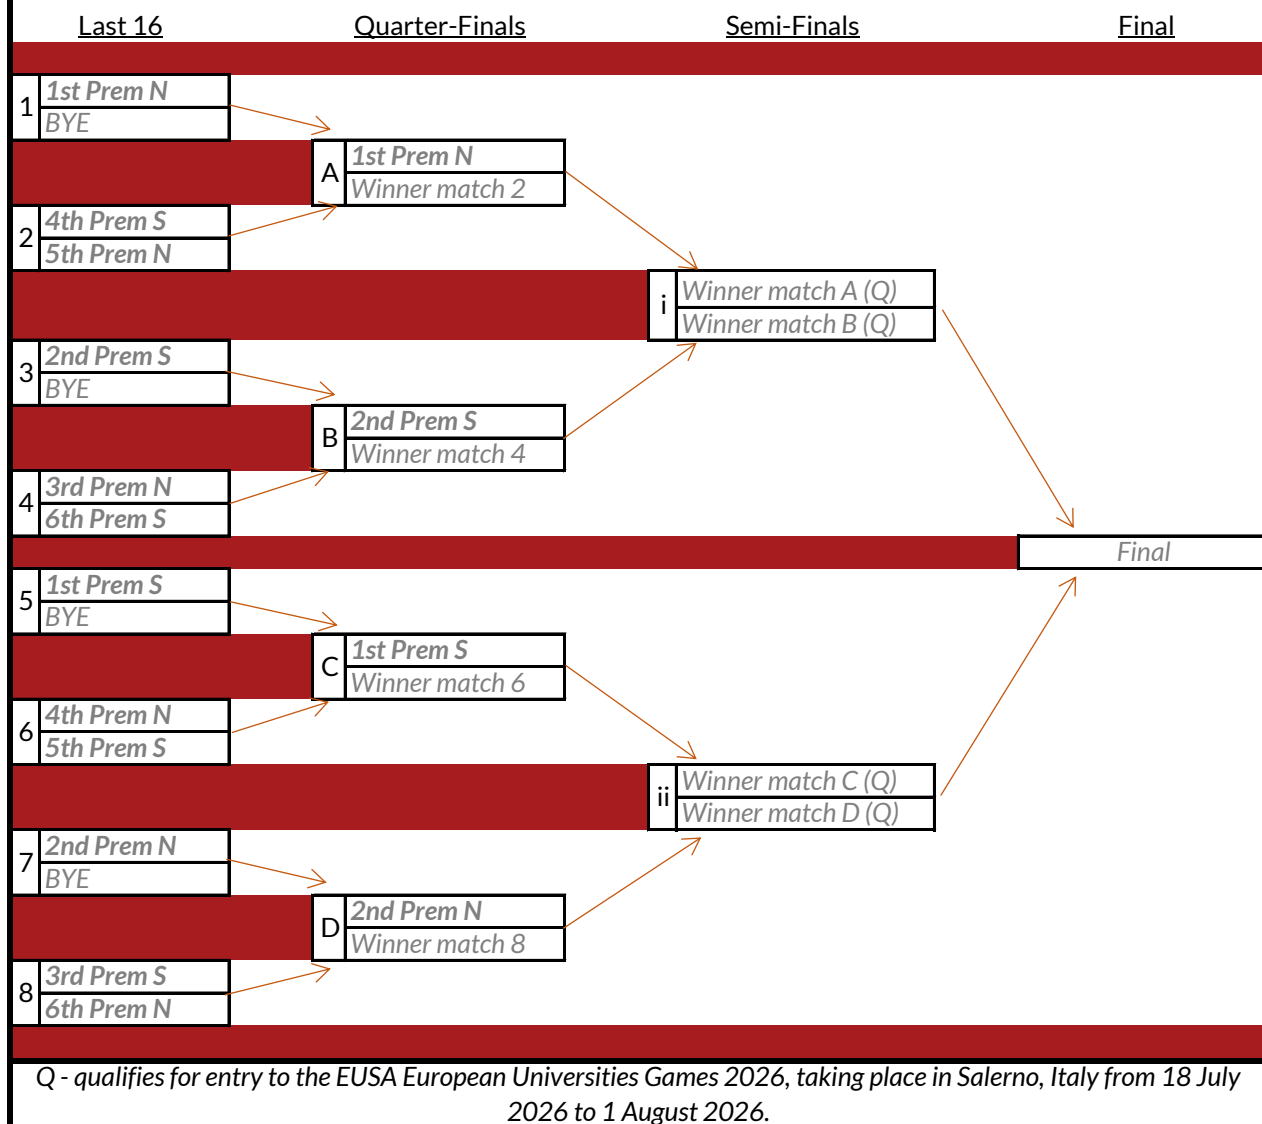 Last 16
Quarter-Finals
Semi-Finals
Final
1
1st Prem N
BYE
A
1st Prem N
Winner match 2
2
4th Prem S
5th Prem N
i
Winner match A (Q)
Winner match B (Q)
3
2nd Prem S
BYE
B
2nd Prem S
Winner match 4
4
3rd Prem N
6th Prem S
Final
5
1st Prem S
BYE
C
1st Prem S
Winner match 6
6
4th Prem N
5th Prem S
ii
Winner match C (Q)
Winner match D (Q)
7
2nd Prem N
BYE
D
2nd Prem N
Winner match 8
8
3rd Prem S
6th Prem N
Q - qualifies for entry to the EUSA European Universities Games 2026, taking place in Salerno, Italy from 18 July
2026 to 1 August 2026.